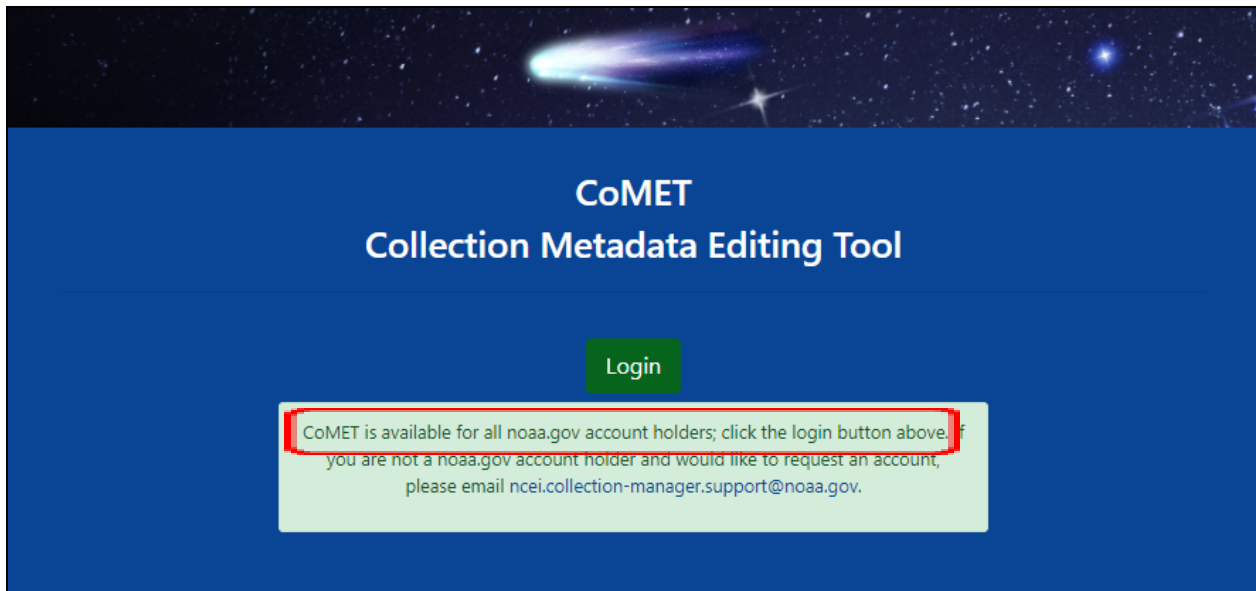 CoMET
Collection Metadata Editing Tool
Login
CoMET is available for all noaa.gov account holders; click the login button above. If
you are not a noaa.gov account holder and would like to request an account,
please email ncei.collection-manager.support@noaa.gov.